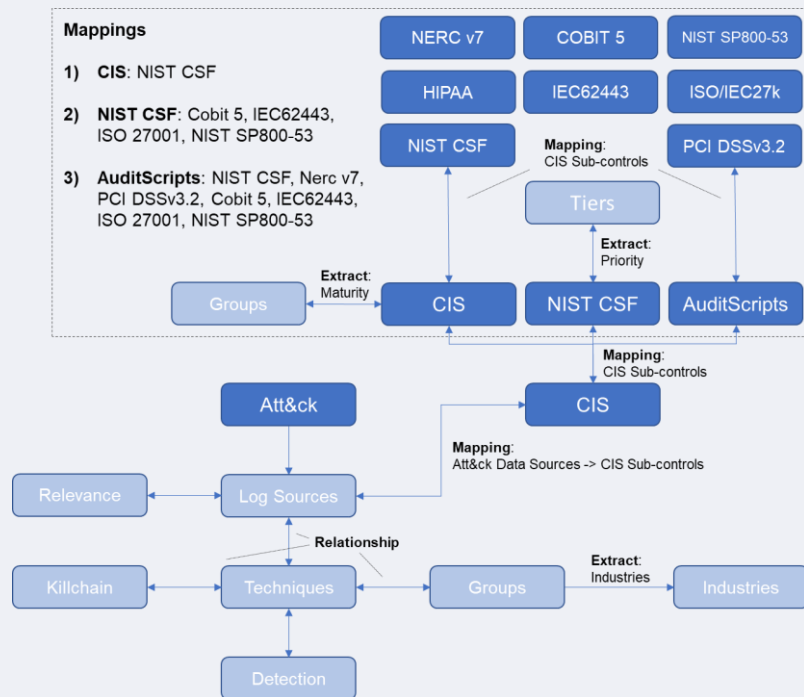 Mappings
1) CIS: NIST CSF
2) NIST CSF: Cobit 5, IEC62443,
ISO 27001, NIST SP800-53
3) AuditScripts: NIST CSF, Nerc v7,
PCI DSSv3.2, Cobit 5, IEC62443,
ISO 27001, NIST SP800-53
NERC v7
COBIT 5
NIST SP800-53
HIPAA
IEC62443
ISO/IEC27k
NIST CSF
Mapping:
CIS Sub-controls
PCI DSSv3.2
Tiers
Extract:
Priority
Groups
Extract:
Maturity
CIS
NIST CSF
AuditScripts
Mapping:
CIS Sub-controls
Att&ck
CIS
Mapping:
Att&ck Data Sources -> CIS Sub-controls
Relevance
Log Sources
Relationship
Killchain
Techniques
Groups
Extract:
Industries
Industries
Detection